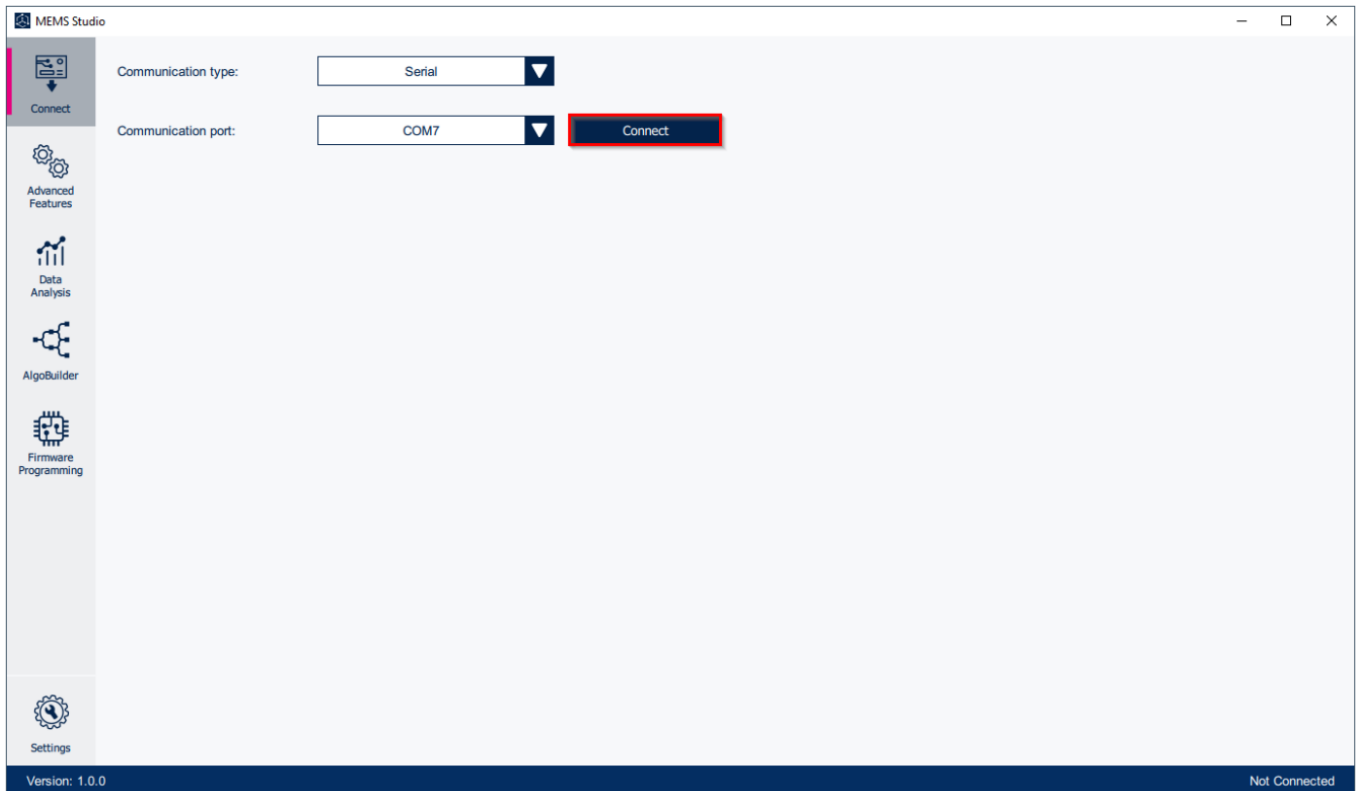 MEMS Studio
Connect
Communication type:
Serial
Communication port:
COM7
Connect
Advanced
Features
Data
Analysis
AlgoBuilder
Firmware
Programming
Settings
Version: 1.0.0
Not Connected